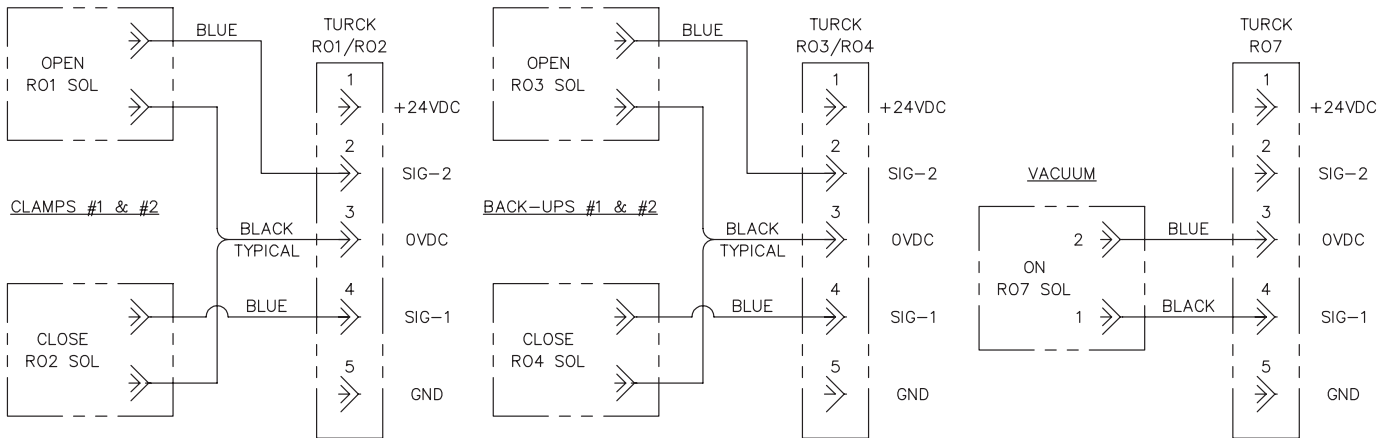 OPEN
RO1 SOL
BLUE
CLAMPS #1 & #2
BLACK
TYPICAL
CLOSE
RO2 SOL
BLUE
TURCK
RO1/RO2
1
+24VDC
2
SIG-2
3
0VDC
4
SIG-1
5
GND
OPEN
RO3 SOL
BLUE
BACK-UPS #1 & #2
BLACK
TYPICAL
CLOSE
RO4 SOL
BLUE
TURCK
RO3/RO4
1
+24VDC
2
SIG-2
3
0VDC
4
SIG-1
5
GND
VACUUM
ON
RO7 SOL
2
BLUE
1
BLACK
TURCK
RO7
1
+24VDC
2
SIG-2
3
0VDC
4
SIG-1
5
GND